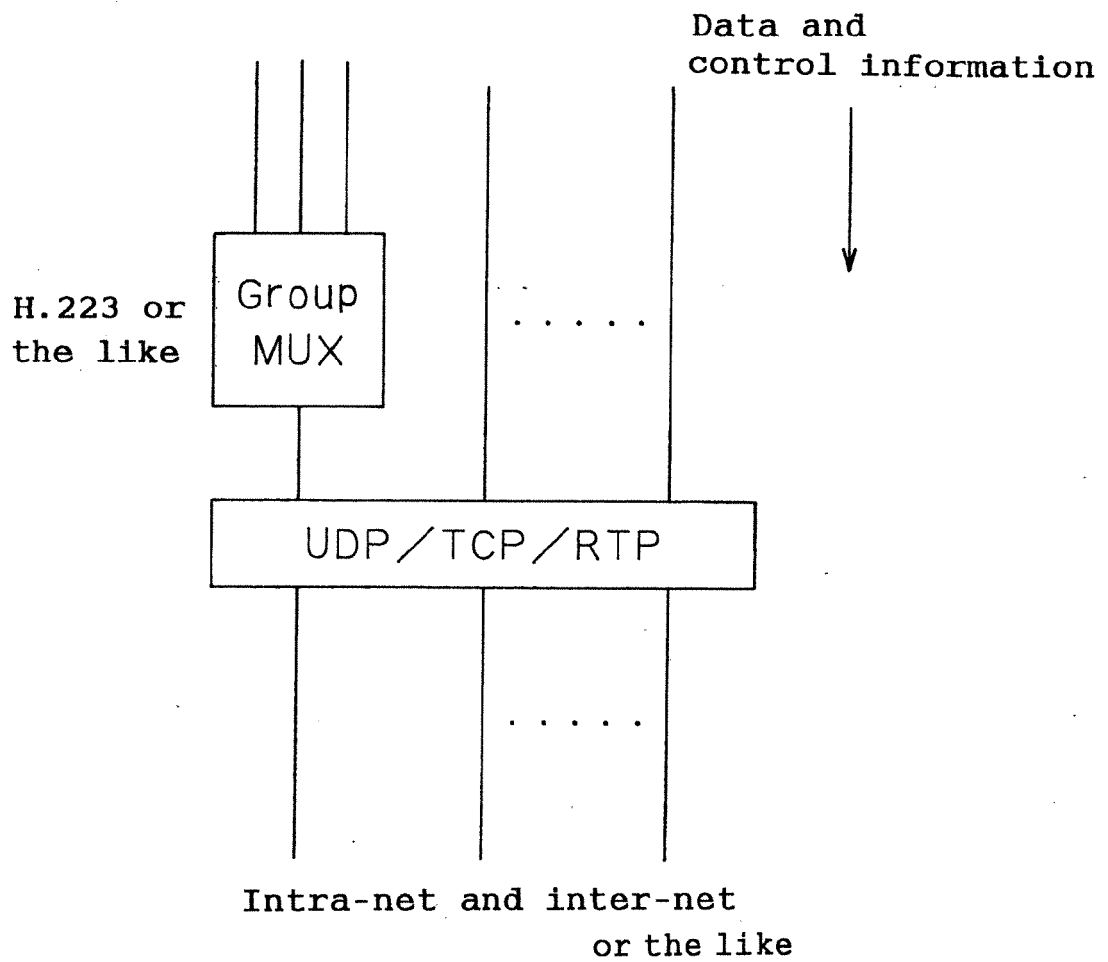 Data and
control information
Group
MUX
H.223 or
the like
UDP/TCP/RTP
Intra-net and inter-net
or the like